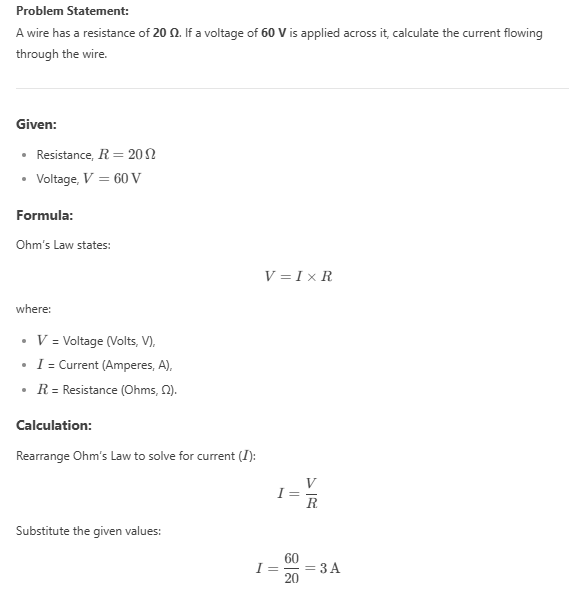 Problem Statement:
A wire has a resistance of 20 Ω. If a voltage of 60 V is applied across it, calculate the current flowing
through the wire.
Given:
• Resistance, R = 20 Ω
• Voltage, V = 60 V
Formula:
Ohm's Law states:
V = I × R
where:
• V = Voltage (Volts, V),
• I = Current (Amperes, A),
• R = Resistance (Ohms, Ω).
Calculation:
Rearrange Ohm's Law to solve for current (I):
I = V/R
Substitute the given values:
I = 60/20 = 3 A